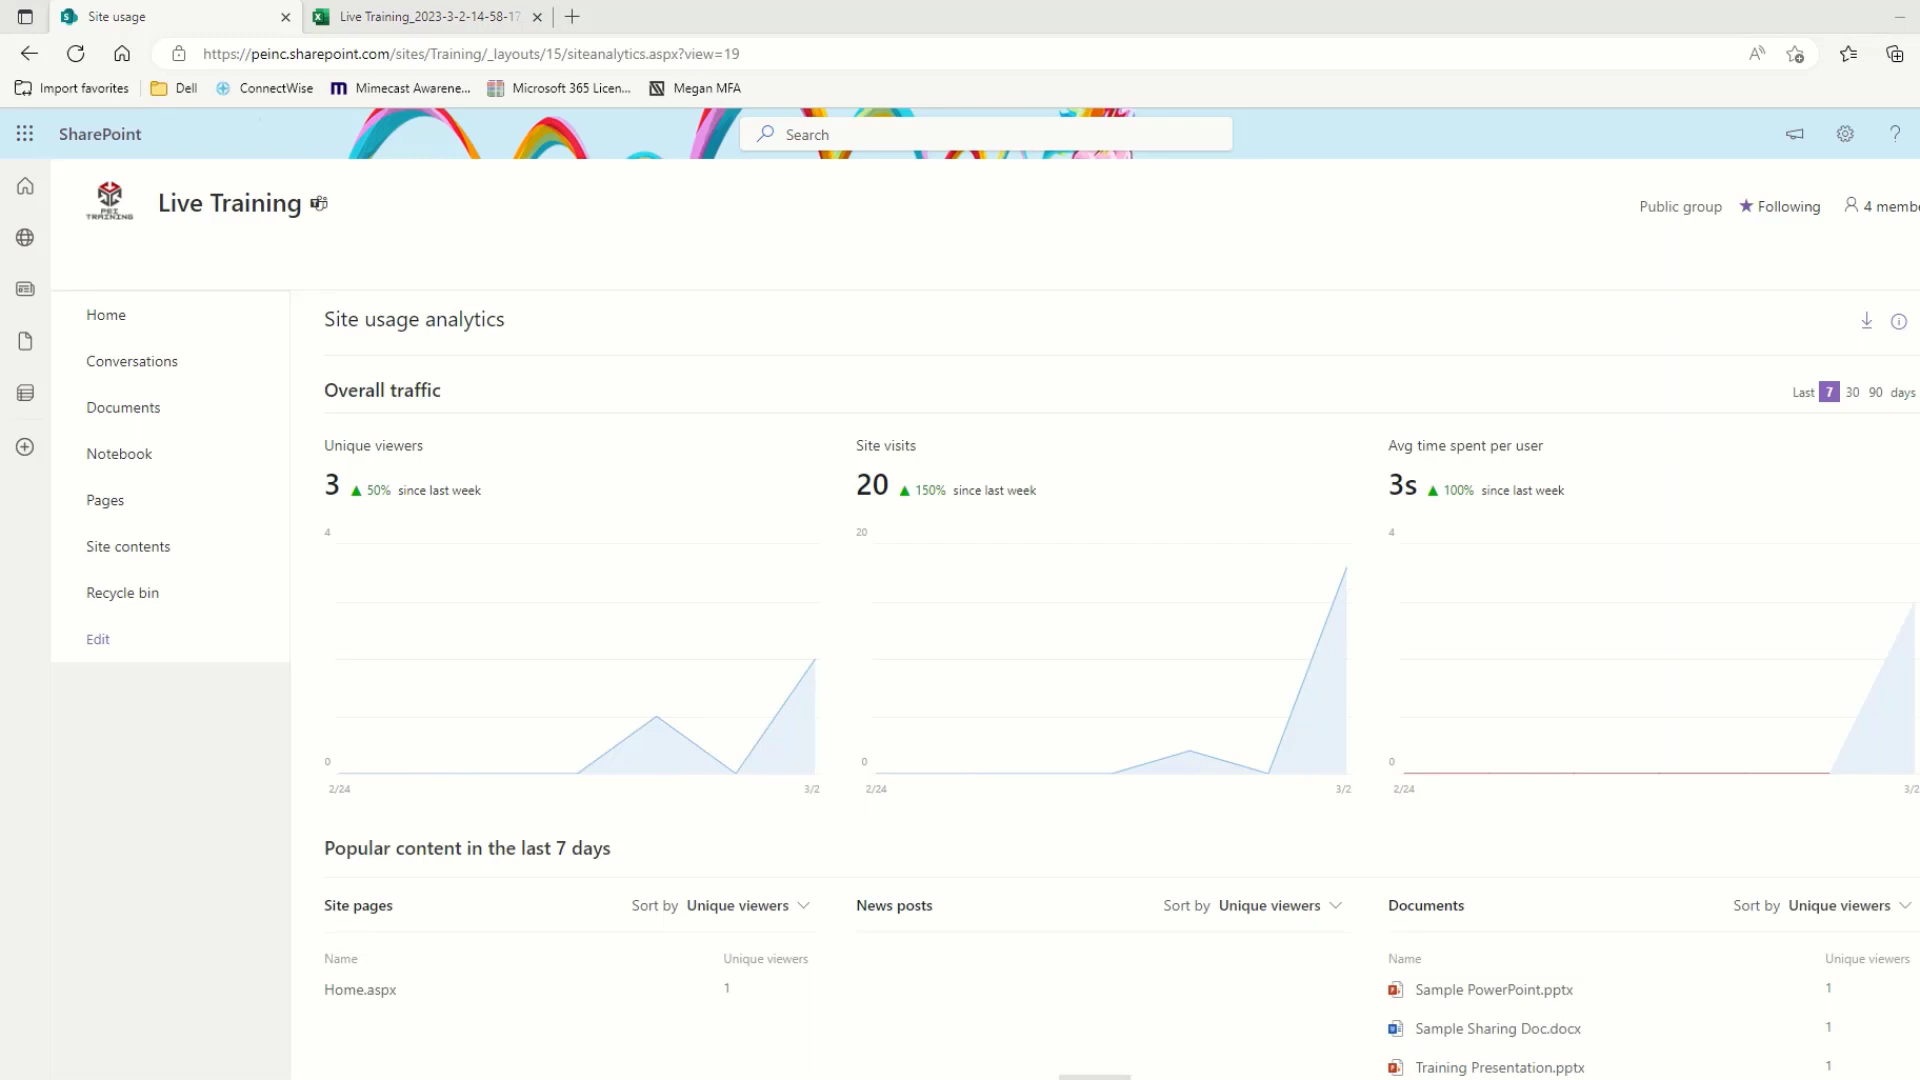 Site usage
Live Training_2023-3-2-14-58-17
https://peinc.sharepoint.com/sites/Training/_layouts/15/siteanalytics.aspx?view=19
Import favorites
Dell
ConnectWise
Mimecast Awarene...
Microsoft 365 Licen...
Megan MFA
SharePoint
Search
?
PEI
TRAINING
Live Training
Public group
Following
4 membe
Home
Conversations
Documents
Notebook
Pages
Site contents
Recycle bin
Edit
Site usage analytics
Overall traffic
Last 7 30 90 days
Unique viewers
3 ▲ 50% since last week
4
0
2/24 3/2
Site visits
20 ▲ 150% since last week
20
0
2/24 3/2
Avg time spent per user
3s ▲ 100% since last week
4
0
2/24 3/2
Popular content in the last 7 days
Site pages Sort by Unique viewers
Name Unique viewers
Home.aspx 1
News posts Sort by Unique viewers
Documents Sort by Unique viewers
Name Unique viewers
Sample PowerPoint.pptx 1
Sample Sharing Doc.docx 1
Training Presentation.pptx 1